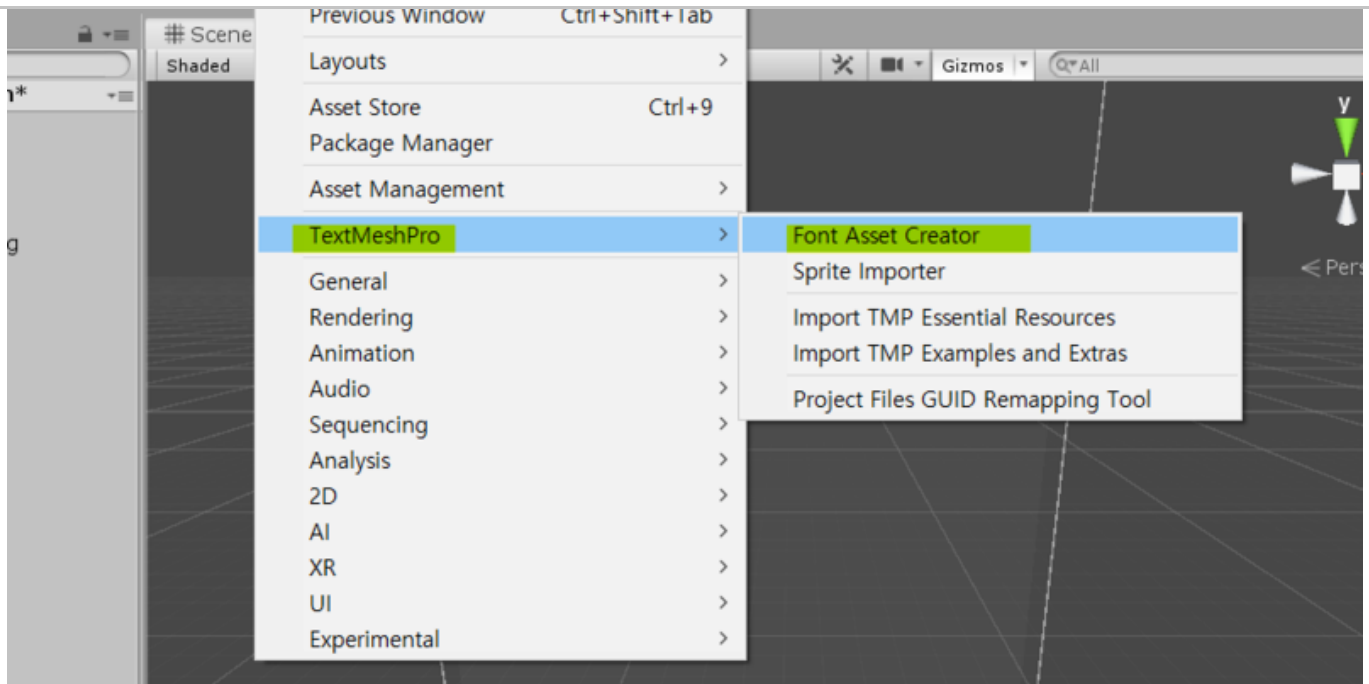 Previous Window Ctrl+Shift+Tab
# Scene
Shaded
Layouts
Gizmos
All
n*
Asset Store Ctrl+9
Package Manager
y
Asset Management
TextMeshPro
Font Asset Creator
g
Sprite Importer
Pers
General
Rendering
Import TMP Essential Resources
Animation
Import TMP Examples and Extras
Audio
Project Files GUID Remapping Tool
Sequencing
Analysis
2D
AI
XR
UI
Experimental